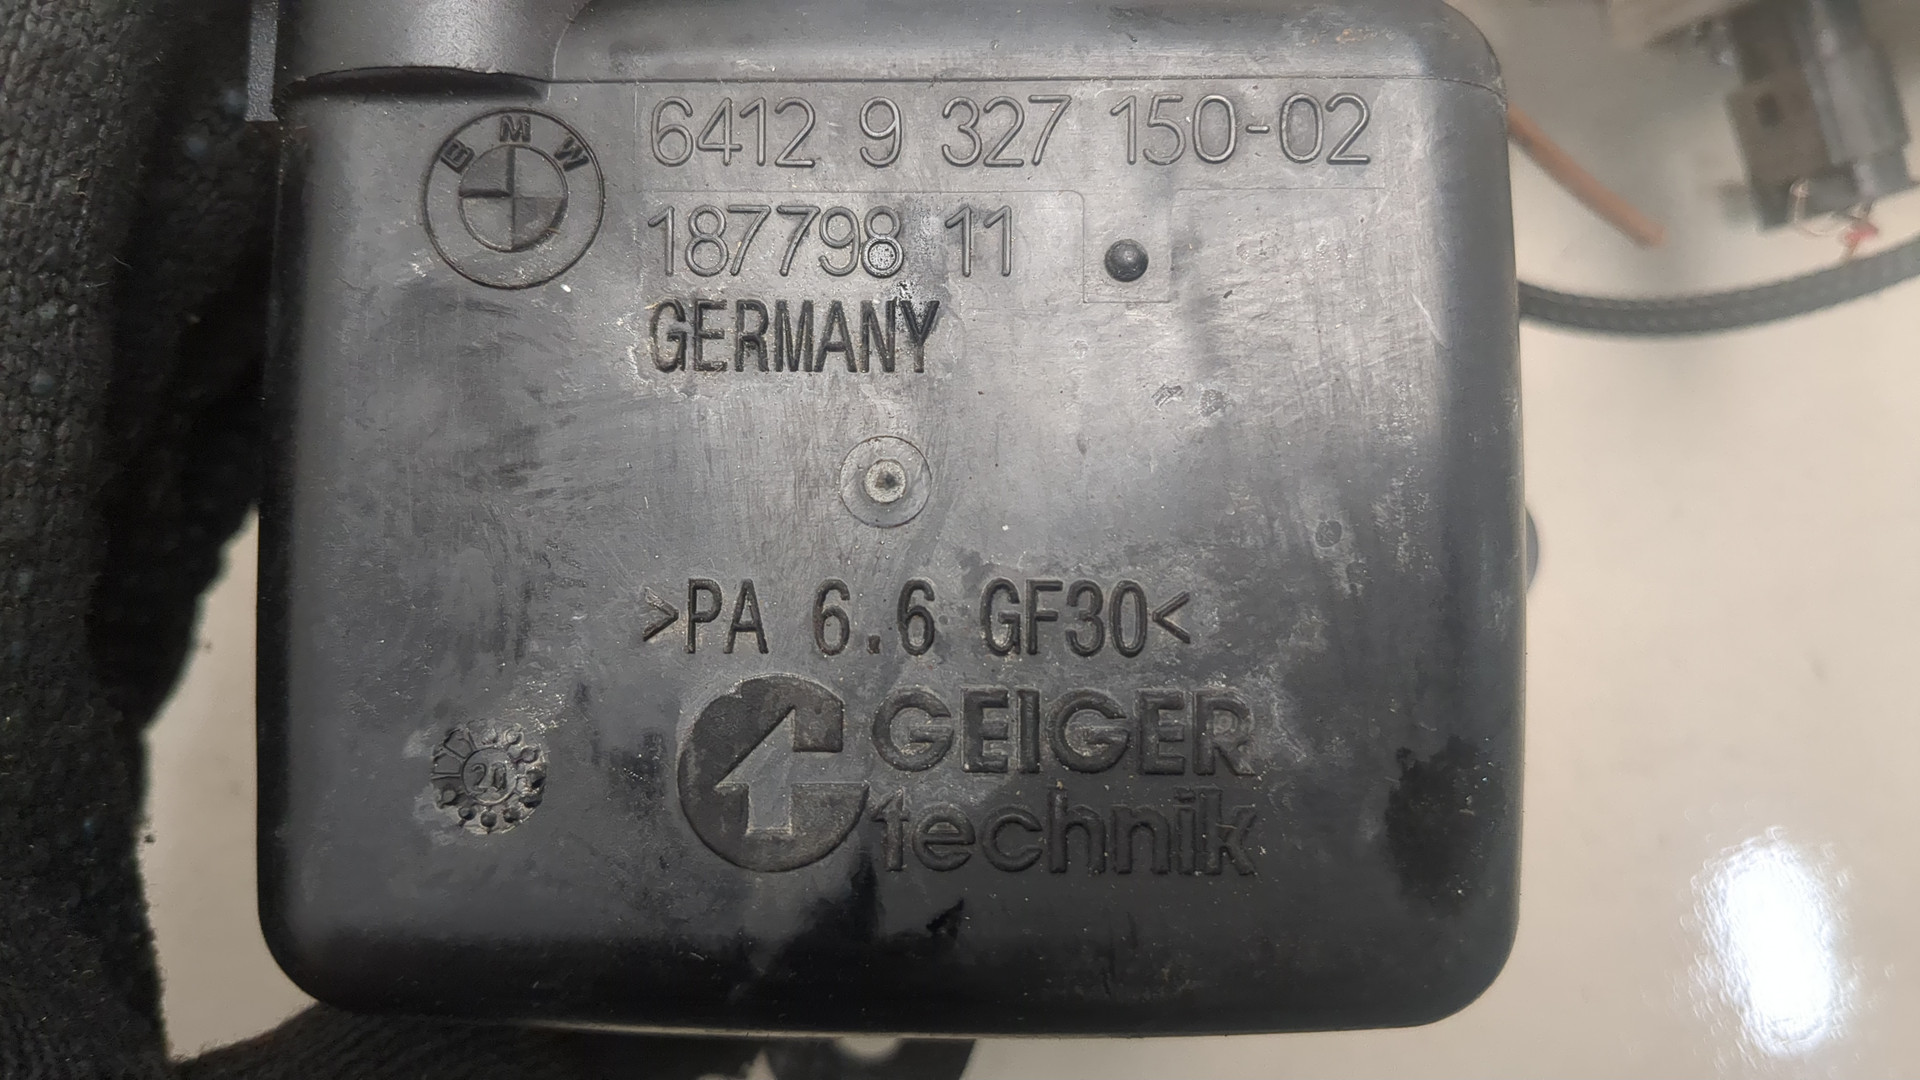 BMW
6412 9 327 150-02
187798 11
GERMANY
>PA 6.6 GF30<
GEIGER
technik
20